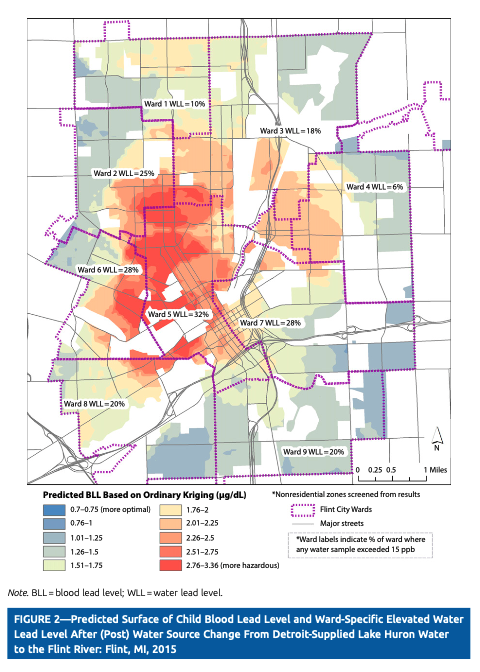 Ward 1 WLL=10%
Ward 3 WLL=18%
Ward 2 WLL=25%
Ward 4 WLL=6%
Ward 6 WLL=28%
Ward 5 WLL=32%
Ward 7 WLL=28%
Ward 8 WLL=20%
Ward 9 WLL=20%
N
0 0.25 0.5 1 Miles
Predicted BLL Based on Ordinary Kriging (µg/dL)
0.7–0.75 (more optimal)
0.76–1
1.01–1.25
1.26–1.5
1.51–1.75
1.76–2
2.01–2.25
2.26–2.5
2.51–2.75
2.76–3.36 (more hazardous)
*Nonresidential zones screened from results
Flint City Wards
Major streets
*Ward labels indicate % of ward where
any water sample exceeded 15 ppb
Note. BLL = blood lead level; WLL = water lead level.
FIGURE 2—Predicted Surface of Child Blood Lead Level and Ward-Specific Elevated Water
Lead Level After (Post) Water Source Change From Detroit-Supplied Lake Huron Water
to the Flint River: Flint, MI, 2015